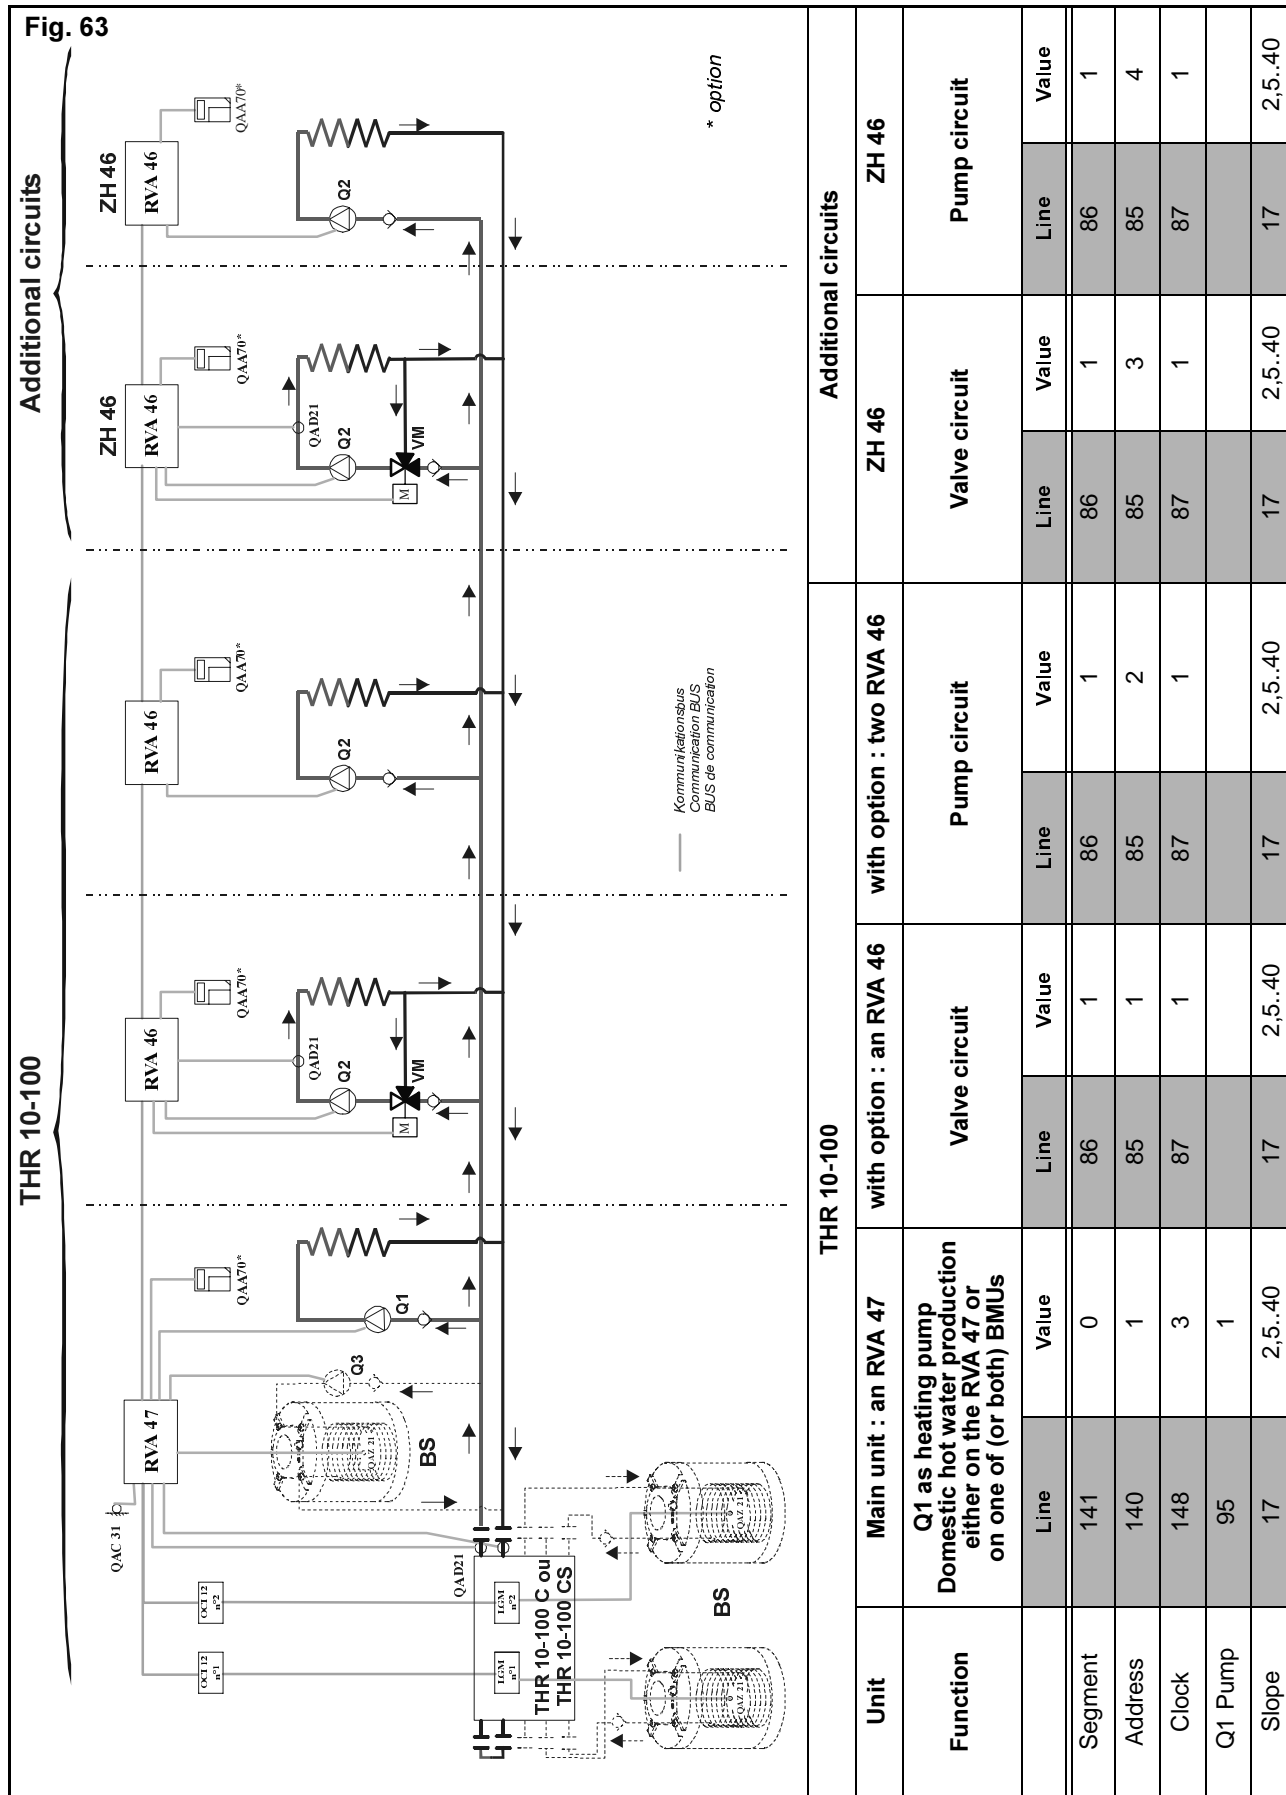 Fig. 63
THR 10-100
Additional circuits
QAC 31
RVA 47
QAA70*
RVA 46
QAA70*
RVA 46
QAA70*
ZH 46
RVA 46
QAA70*
ZH 46
RVA 46
QAA70*
OCI 12
n°1
OCI 12
n°2
QAD21
LGM
n°1
LGM
n°2
THR 10-100 C ou
THR 10-100 CS
QAZ 21
QAZ 21
BS
QAZ 21
BS
Q3
Q1
QAD21
Q2
M
VM
Q2
QAD21
Q2
M
VM
Q2
* option
Kommunikationsbus
Communication BUS
BUS de communication
THR 10-100
Additional circuits
Unit
Main unit : an RVA 47
with option : an RVA 46
with option : two RVA 46
ZH 46
ZH 46
Function
Q1 as heating pump
Domestic hot water production
either on the RVA 47 or
on one of (or both) BMUs
Valve circuit
Pump circuit
Valve circuit
Pump circuit
Line Value Line Value Line Value Line Value Line Value
Segment 141 0 86 1 86 1 86 1 86 1
Address 140 1 85 1 85 2 85 3 85 4
Clock 148 3 87 1 87 1 87 1 87 1
Q1 Pump 95 1
Slope 17 2,5..40 17 2,5..40 17 2,5..40 17 2,5..40 17 2,5..40